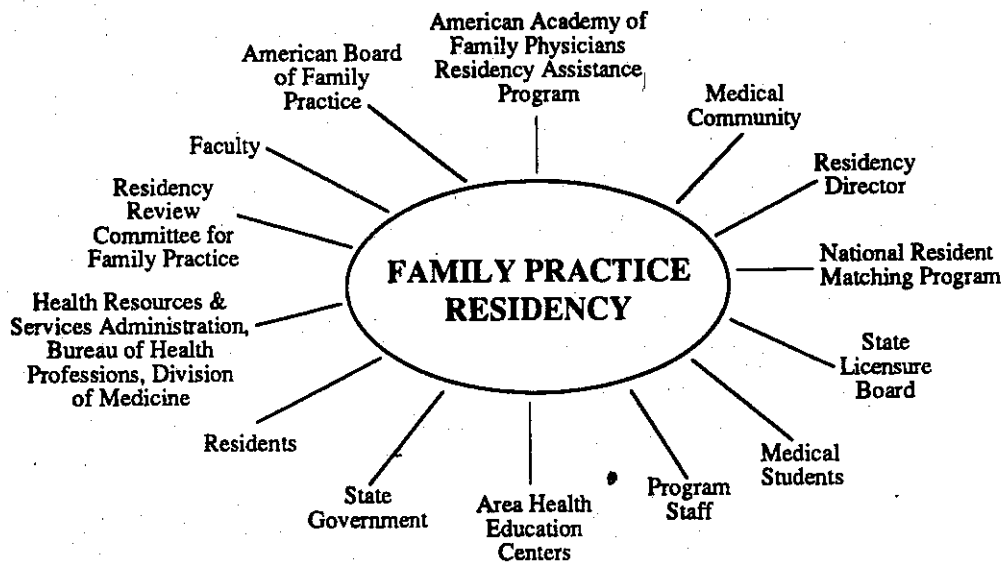 American Academy of
Family Physicians
Residency Assistance
Program
American Board
of Family
Practice
Medical
Community
Faculty
Residency
Director
Residency
Review
Committee for
Family Practice
National Resident
Matching Program
FAMILY PRACTICE
RESIDENCY
Health Resources &
Services Administration,
Bureau of Health
Professions, Division
of Medicine
State
Licensure
Board
Residents
Medical
Students
State
Government
Area Health
Education
Centers
Program
Staff